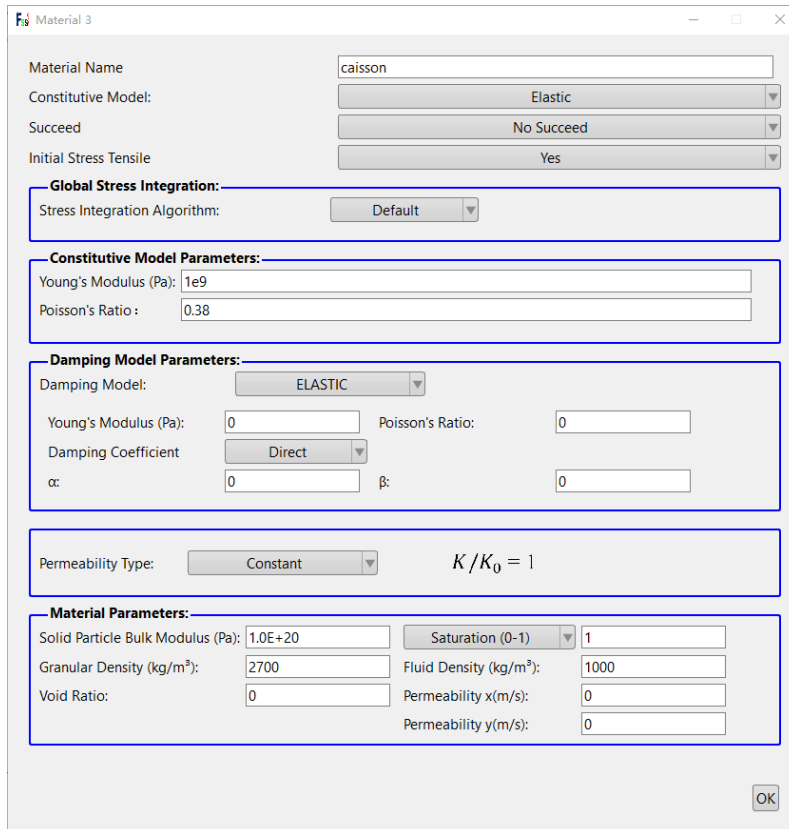 Fssi Material 3
Material Name caisson
Constitutive Model: Elastic
Succeed No Succeed
Initial Stress Tensile Yes
Global Stress Integration:
Stress Integration Algorithm: Default
Constitutive Model Parameters:
Young's Modulus (Pa): 1e9
Poisson's Ratio: 0.38
Damping Model Parameters:
Damping Model: ELASTIC
Young's Modulus (Pa): 0 Poisson's Ratio: 0
Damping Coefficient Direct
α: 0 β: 0
Permeability Type: Constant K/K₀ = 1
Material Parameters:
Solid Particle Bulk Modulus (Pa): 1.0E+20 Saturation (0-1) 1
Granular Density (kg/m³): 2700 Fluid Density (kg/m³): 1000
Void Ratio: 0 Permeability x(m/s): 0
Permeability y(m/s): 0
OK